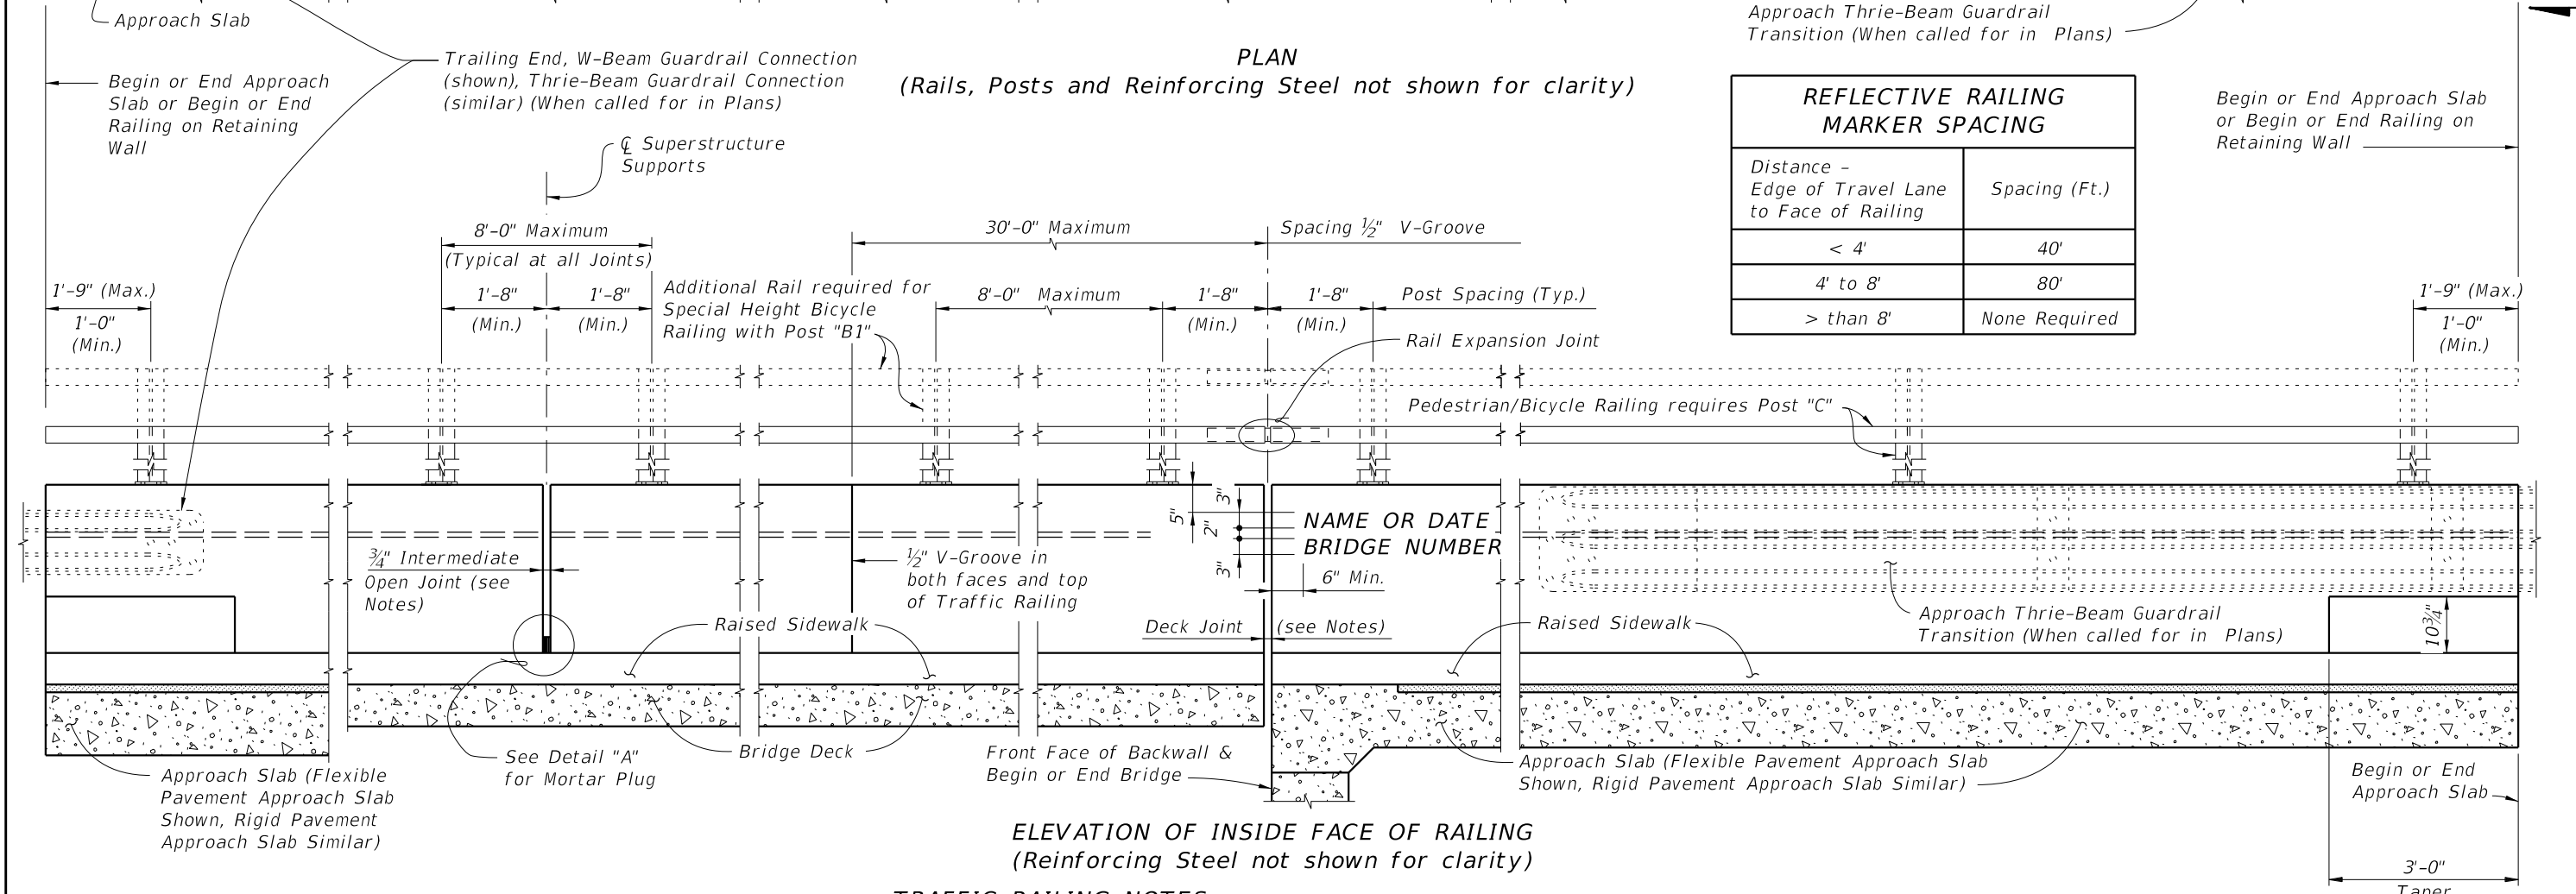 Approach Slab
Approach Thrie-Beam Guardrail
Transition (When called for in Plans)
Trailing End, W-Beam Guardrail Connection
(shown), Thrie-Beam Guardrail Connection
(similar) (When called for in Plans)
PLAN
(Rails, Posts and Reinforcing Steel not shown for clarity)
Begin or End Approach
Slab or Begin or End
Railing on Retaining
Wall
REFLECTIVE RAILING
MARKER SPACING
Distance -
Edge of Travel Lane
to Face of Railing
Spacing (Ft.)
< 4' 40'
4' to 8' 80'
> than 8' None Required
Begin or End Approach Slab
or Begin or End Railing on
Retaining Wall
℄ Superstructure
Supports
8'-0" Maximum
(Typical at all Joints)
30'-0" Maximum
Spacing ½" V-Groove
1'-9" (Max.)
1'-0"
(Min.)
1'-8"
(Min.)
1'-8"
(Min.)
Additional Rail required for
Special Height Bicycle
Railing with Post "B1"
8'-0" Maximum
1'-8"
(Min.)
1'-8"
(Min.)
Post Spacing (Typ.)
1'-9" (Max.)
1'-0"
(Min.)
Rail Expansion Joint
Pedestrian/Bicycle Railing requires Post "C"
5"
3"
2"
3"
NAME OR DATE
BRIDGE NUMBER
6" Min.
¾" Intermediate
Open Joint (see
Notes)
½" V-Groove in
both faces and top
of Traffic Railing
Raised Sidewalk
Deck Joint (see Notes)
Raised Sidewalk
Approach Thrie-Beam Guardrail
Transition (When called for in Plans)
10¾"
See Detail "A"
for Mortar Plug
Bridge Deck
Front Face of Backwall &
Begin or End Bridge
Approach Slab (Flexible Pavement Approach Slab
Shown, Rigid Pavement Approach Slab Similar)
Begin or End
Approach Slab
Approach Slab (Flexible
Pavement Approach Slab
Shown, Rigid Pavement
Approach Slab Similar)
ELEVATION OF INSIDE FACE OF RAILING
(Reinforcing Steel not shown for clarity)
3'-0"
Taper
TRAFFIC RAILING NOTES